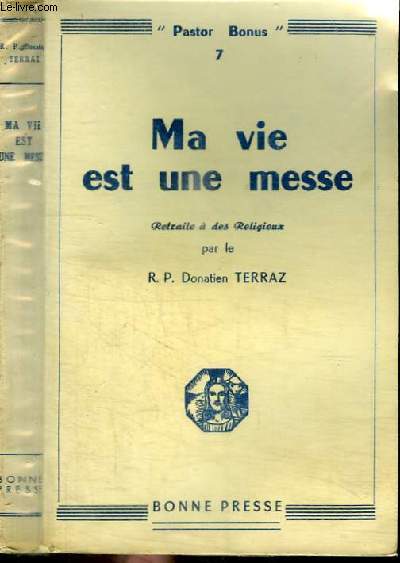 Le-livre.com
" Pastor Bonus "
7
Ma vie
est une messe
Retraite à des Religieux
par le
R. P. Donatien TERRAZ
BONNE PRESSE
R. P. Donatien
TERRAZ
MA VIE
EST
UNE MESSE
BONNE
PRESSE